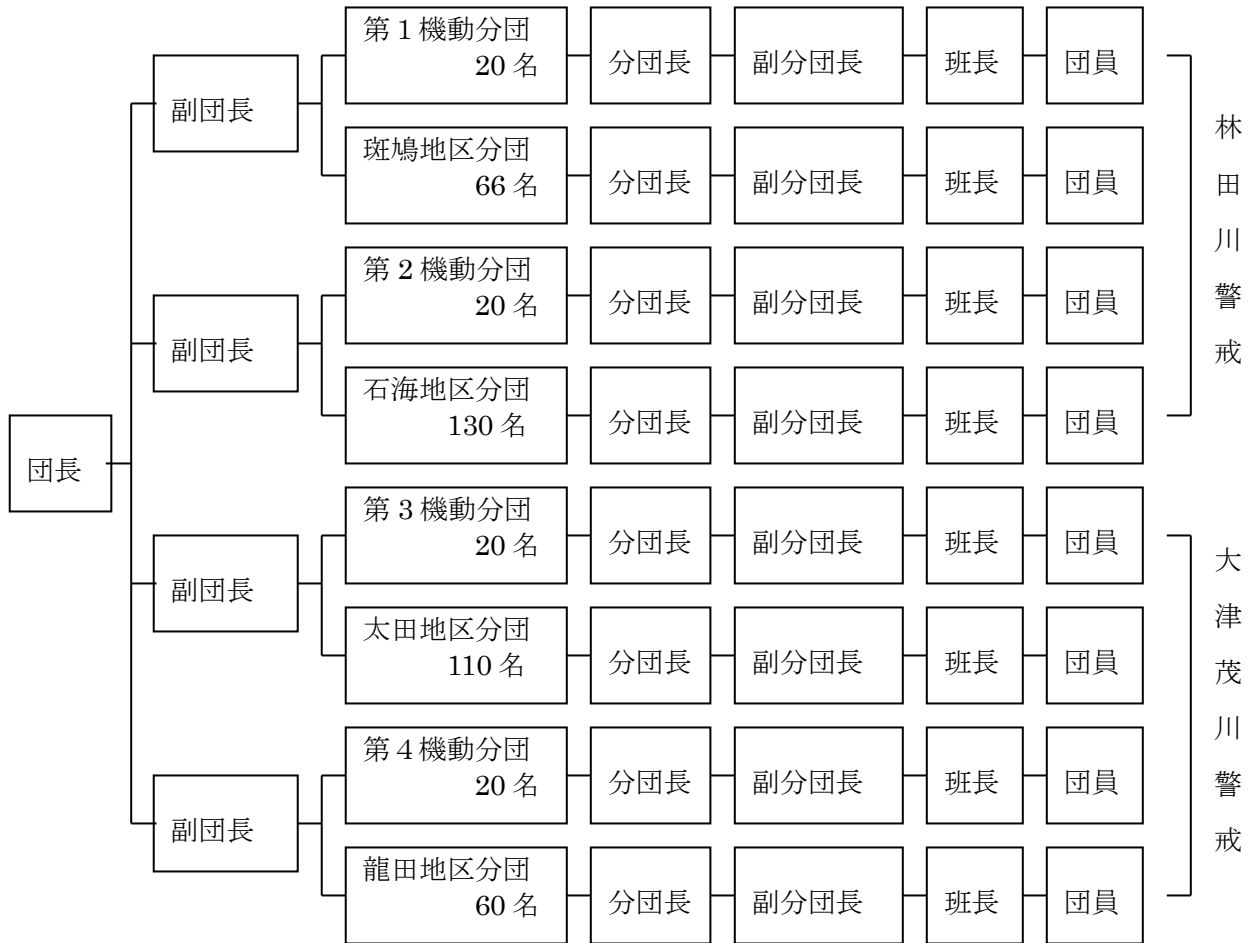 団長
副団長
第1機動分団
20名
分団長
副分団長
班長
団員
斑鳩地区分団
66名
分団長
副分団長
班長
団員
副団長
第2機動分団
20名
分団長
副分団長
班長
団員
石海地区分団
130名
分団長
副分団長
班長
団員
林田川警戒
副団長
第3機動分団
20名
分団長
副分団長
班長
団員
太田地区分団
110名
分団長
副分団長
班長
団員
副団長
第4機動分団
20名
分団長
副分団長
班長
団員
龍田地区分団
60名
分団長
副分団長
班長
団員
大津茂川警戒